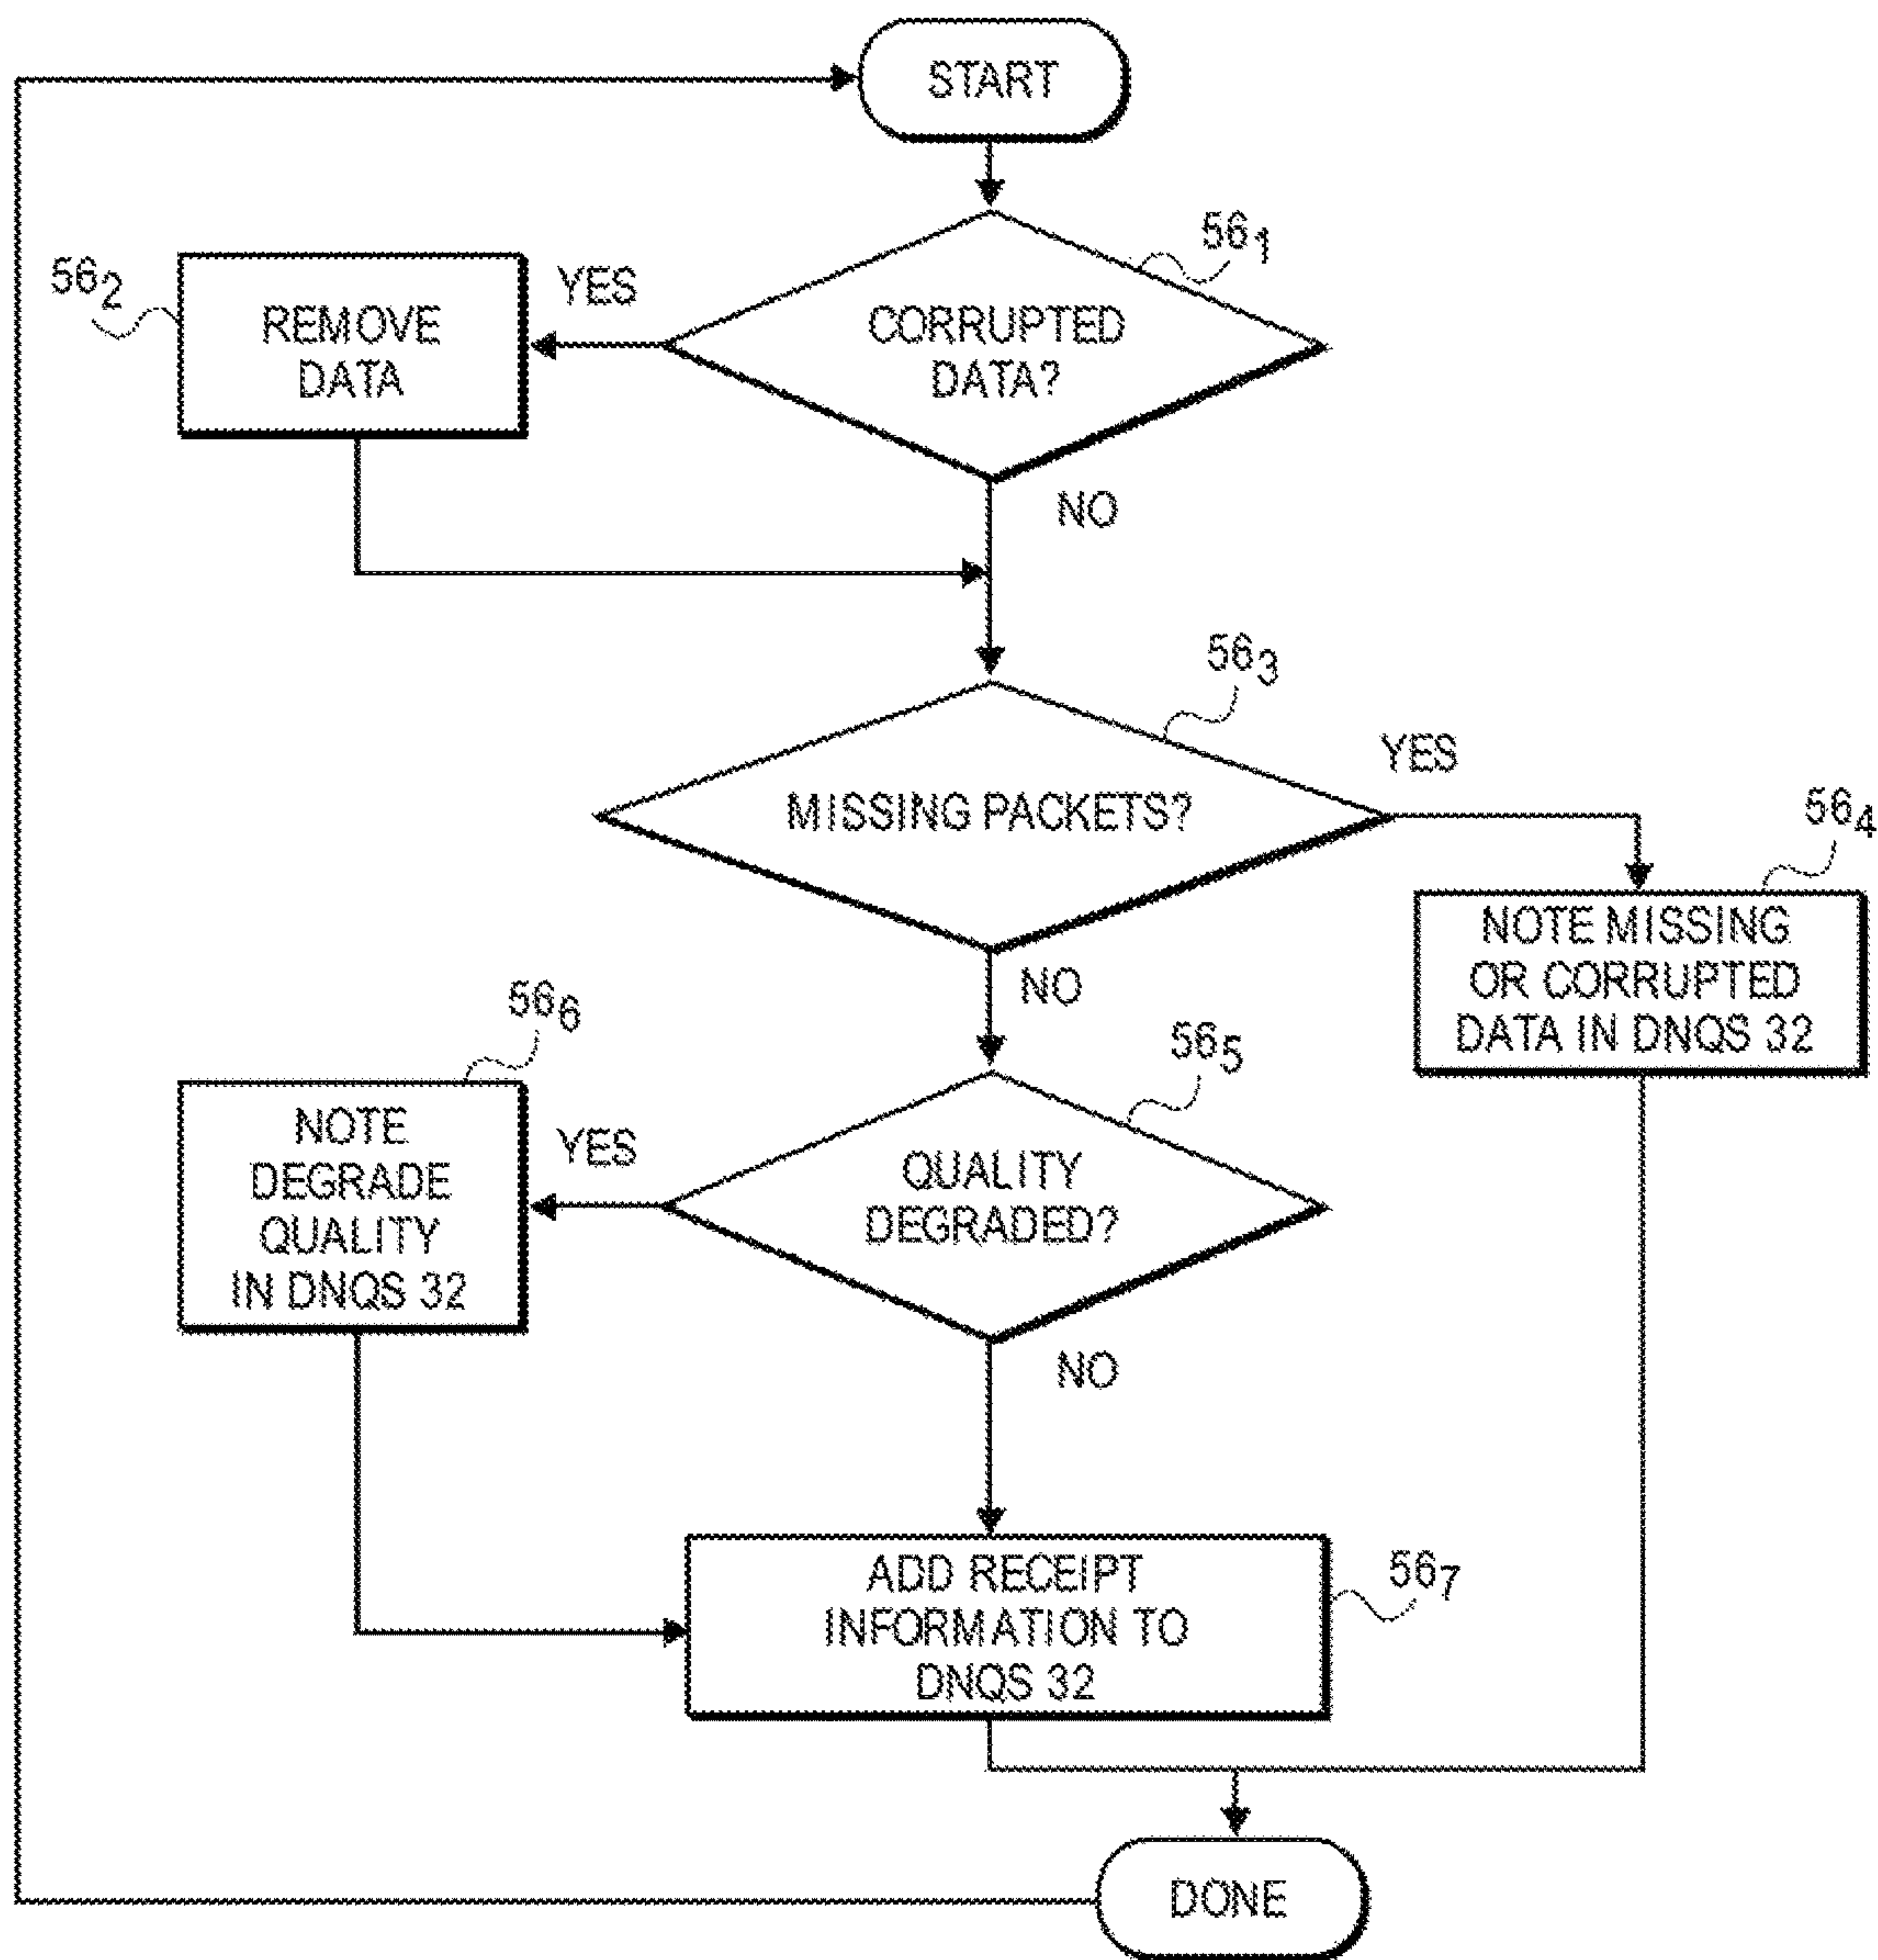 START
56₁
CORRUPTED
DATA?
YES
56₂
REMOVE
DATA
NO
56₃
MISSING PACKETS?
YES
56₄
NOTE MISSING
OR CORRUPTED
DATA IN DNQS 32
NO
56₅
QUALITY
DEGRADED?
YES
56₆
NOTE
DEGRADE
QUALITY
IN DNQS 32
NO
ADD RECEIPT
INFORMATION TO
DNQS 32
56₇
DONE